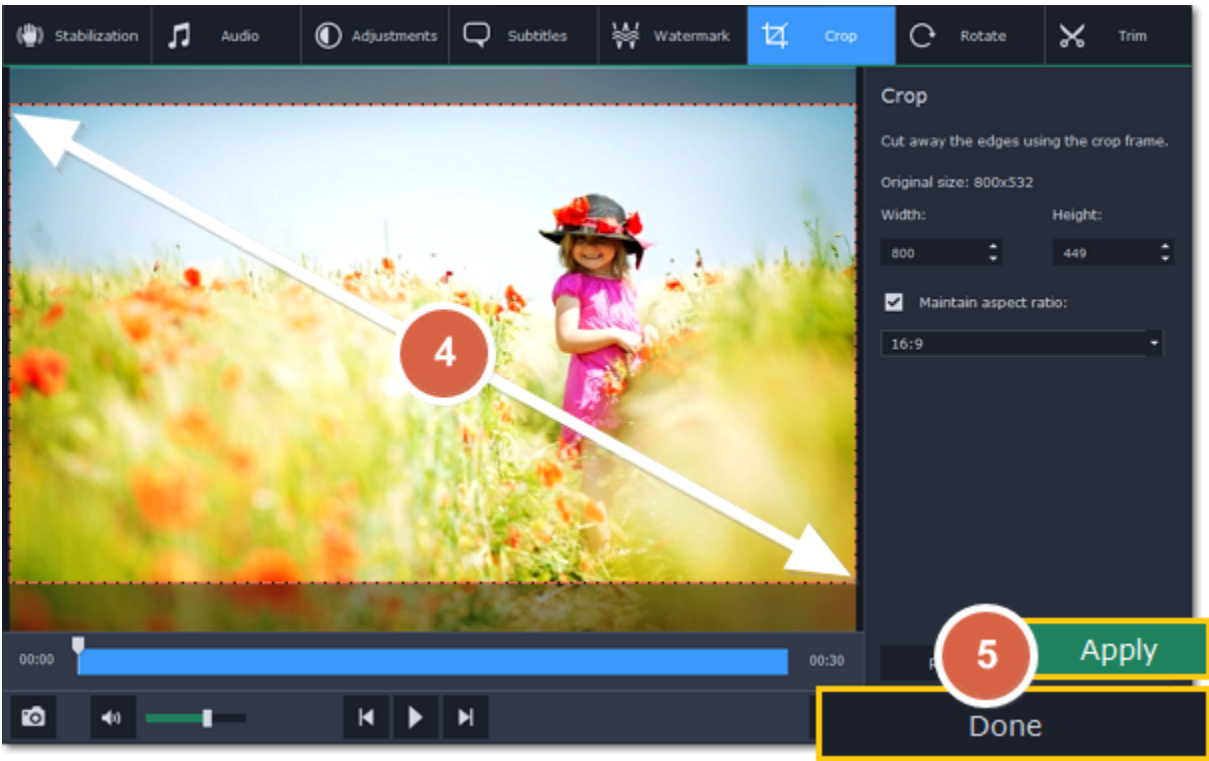 Stabilization
Audio
Adjustments
Subtitles
Watermark
Crop
Rotate
Trim
Crop
Cut away the edges using the crop frame.
Original size: 800x532
Width:
Height:
800
449
Maintain aspect ratio:
16:9
4
00:00
00:30
5
Apply
Done